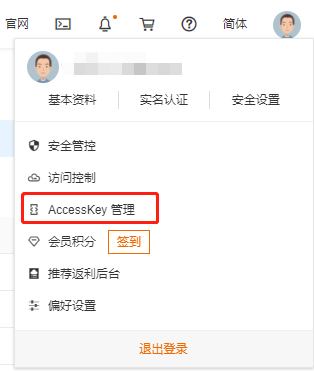 官网 简体
基本资料 实名认证 安全设置
安全管控
访问控制
AccessKey 管理
会员积分 签到
推荐返利后台
偏好设置
退出登录